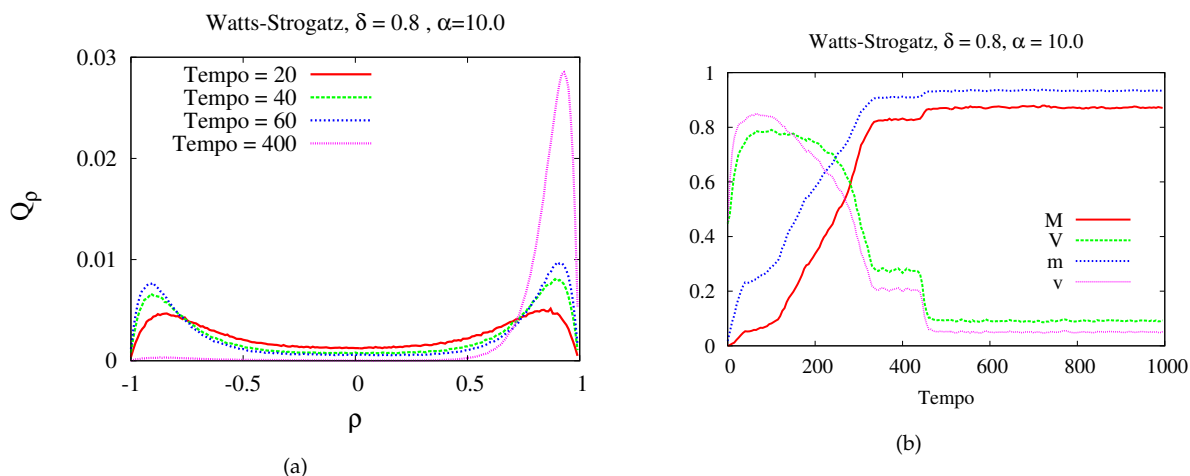 Watts-Strogatz, δ = 0.8 , α=10.0
0.03
0.02
0.01
0
Qρ
Tempo = 20
Tempo = 40
Tempo = 60
Tempo = 400
-1
-0.5
0
0.5
1
ρ
(a)
Watts-Strogatz, δ = 0.8, α = 10.0
1
0.8
0.6
0.4
0.2
0
M
V
m
v
0
200
400
600
800
1000
Tempo
(b)